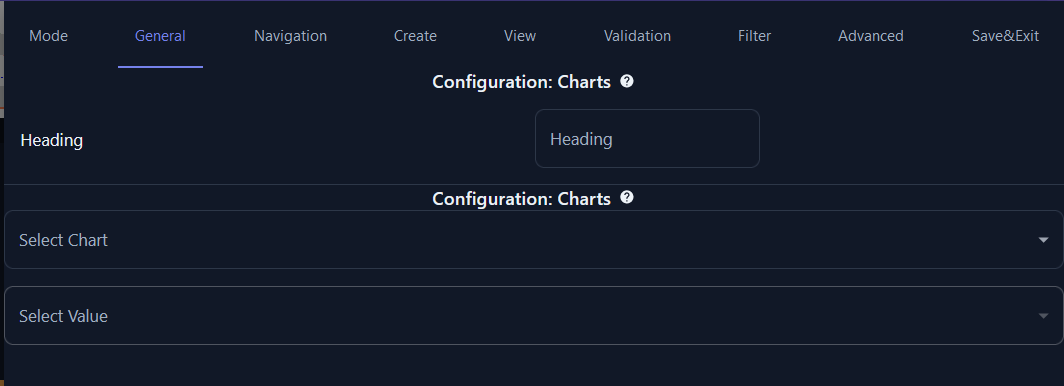 Mode General Navigation Create View Validation Filter Advanced Save&Exit
Configuration: Charts ?
Heading Heading
Configuration: Charts ?
Select Chart
Select Value